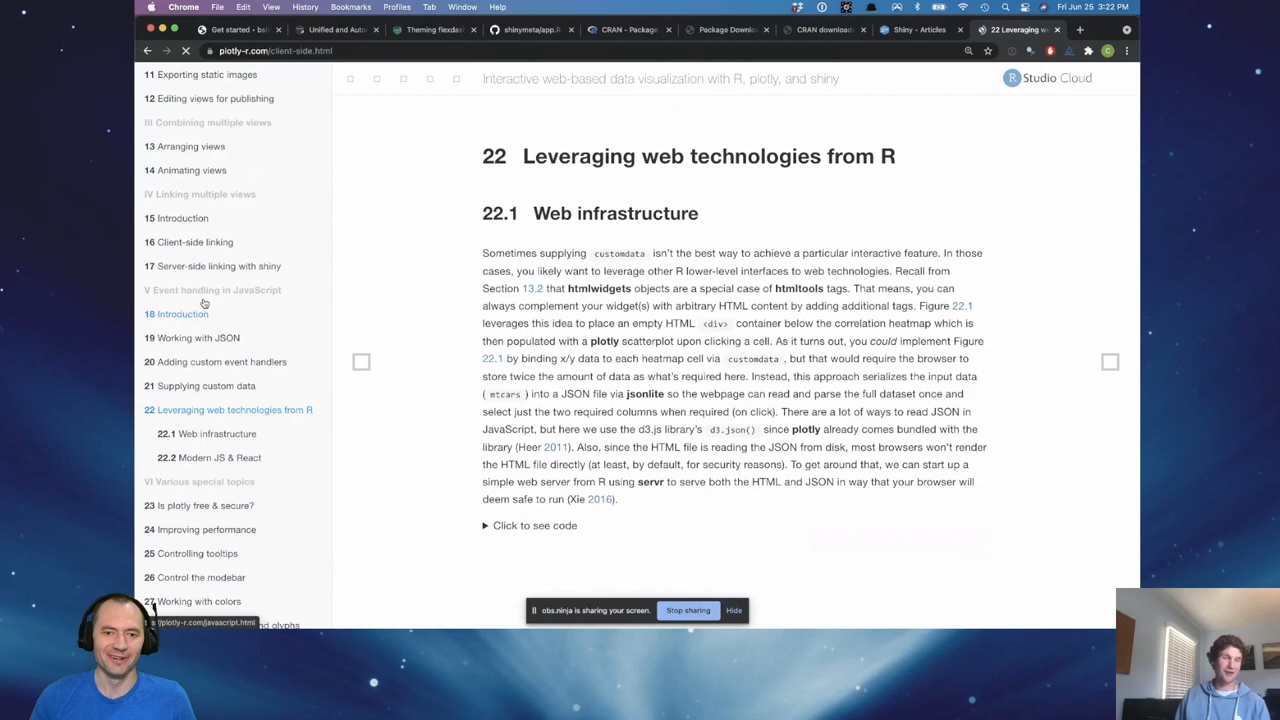 Chrome File Edit View History Bookmarks Profiles Tab Window Help Fri Jun 25 3:22 PM
Get started • bsli Unified and Auto Theming flexdash shinymeta/app.R CRAN - Package Package Downlo CRAN downloads Shiny - Articles 22 Leveraging w
plotly-r.com/client-side.html
11 Exporting static images
12 Editing views for publishing
III Combining multiple views
13 Arranging views
14 Animating views
IV Linking multiple views
15 Introduction
16 Client-side linking
17 Server-side linking with shiny
V Event handling in JavaScript
18 Introduction
19 Working with JSON
20 Adding custom event handlers
21 Supplying custom data
22 Leveraging web technologies from R
22.1 Web infrastructure
22.2 Modern JS & React
VI Various special topics
23 Is plotly free & secure?
24 Improving performance
25 Controlling tooltips
26 Control the modebar
27 Working with colors
and glyphs
s://plotly-r.com/javascript.html
Interactive web-based data visualization with R, plotly, and shiny
R Studio Cloud
22 Leveraging web technologies from R
22.1 Web infrastructure
Sometimes supplying customdata isn't the best way to achieve a particular interactive feature. In those
cases, you likely want to leverage other R lower-level interfaces to web technologies. Recall from
Section 13.2 that htmlwidgets objects are a special case of htmltools tags. That means, you can
always complement your widget(s) with arbitrary HTML content by adding additional tags. Figure 22.1
leverages this idea to place an empty HTML <div> container below the correlation heatmap which is
then populated with a plotly scatterplot upon clicking a cell. As it turns out, you could implement Figure
22.1 by binding x/y data to each heatmap cell via customdata , but that would require the browser to
store twice the amount of data as what's required here. Instead, this approach serializes the input data
( mtcars ) into a JSON file via jsonlite so the webpage can read and parse the full dataset once and
select just the two required columns when required (on click). There are a lot of ways to read JSON in
JavaScript, but here we use the d3.js library's d3.json() since plotly already comes bundled with the
library (Heer 2011). Also, since the HTML file is reading the JSON from disk, most browsers won't render
the HTML file directly (at least, by default, for security reasons). To get around that, we can start up a
simple web server from R using servr to serve both the HTML and JSON in way that your browser will
deem safe to run (Xie 2016).
Click to see code
obs.ninja is sharing your screen. Stop sharing Hide